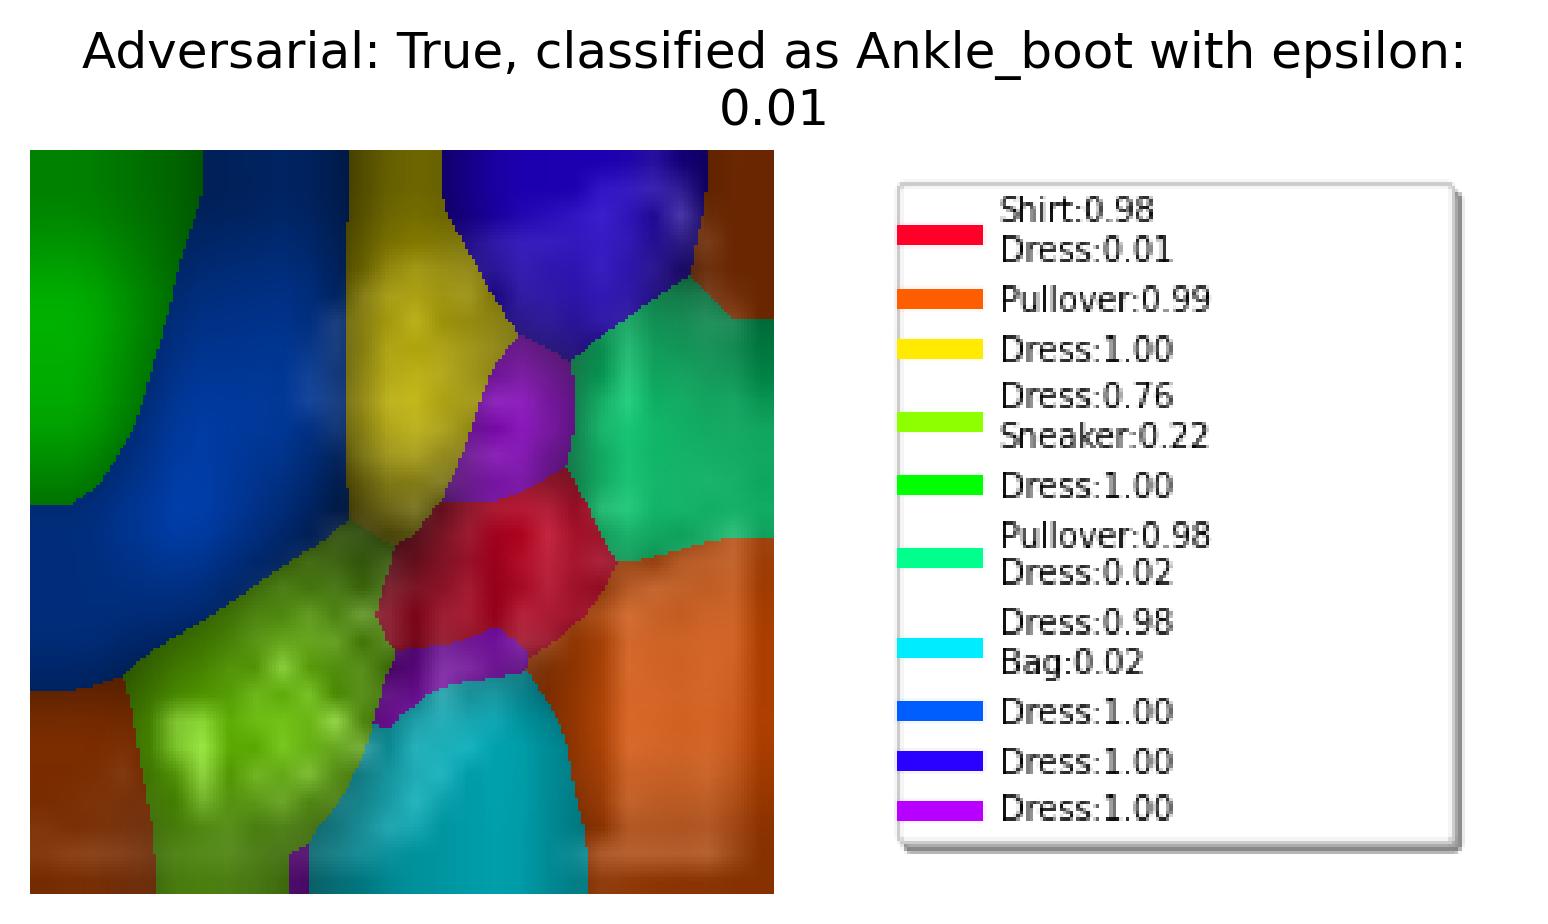 Adversarial: True, classified as Ankle_boot with epsilon:
0.01
Shirt:0.98
Dress:0.01
Pullover:0.99
Dress:1.00
Dress:0.76
Sneaker:0.22
Dress:1.00
Pullover:0.98
Dress:0.02
Dress:0.98
Bag:0.02
Dress:1.00
Dress:1.00
Dress:1.00